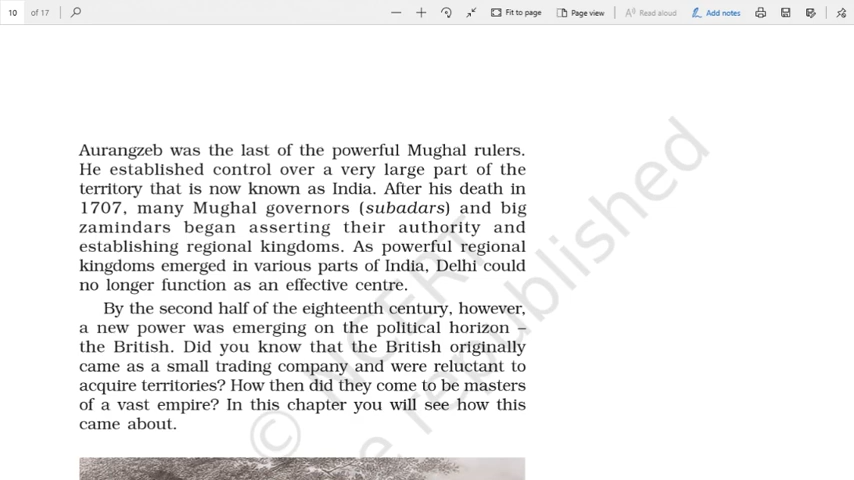 10 of 17 Fit to page Page view Read aloud Add notes
Aurangzeb was the last of the powerful Mughal rulers.
He established control over a very large part of the
territory that is now known as India. After his death in
1707, many Mughal governors (subadars) and big
zamindars began asserting their authority and
establishing regional kingdoms. As powerful regional
kingdoms emerged in various parts of India, Delhi could
no longer function as an effective centre.
By the second half of the eighteenth century, however,
a new power was emerging on the political horizon –
the British. Did you know that the British originally
came as a small trading company and were reluctant to
acquire territories? How then did they come to be masters
of a vast empire? In this chapter you will see how this
came about.
© NCERT
e republished